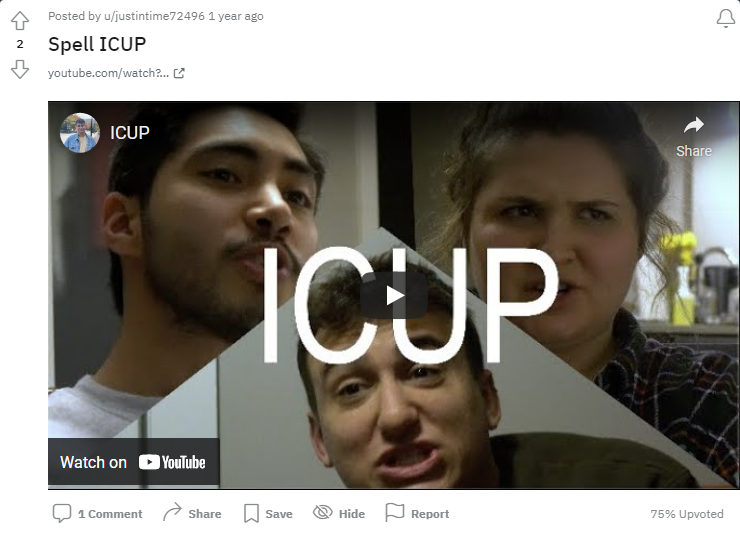 Posted by u/justintime72496 1 year ago
2
Spell ICUP
youtube.com/watch?...
ICUP
Share
ICUP
Watch on YouTube
1 Comment Share Save Hide Report 75% Upvoted